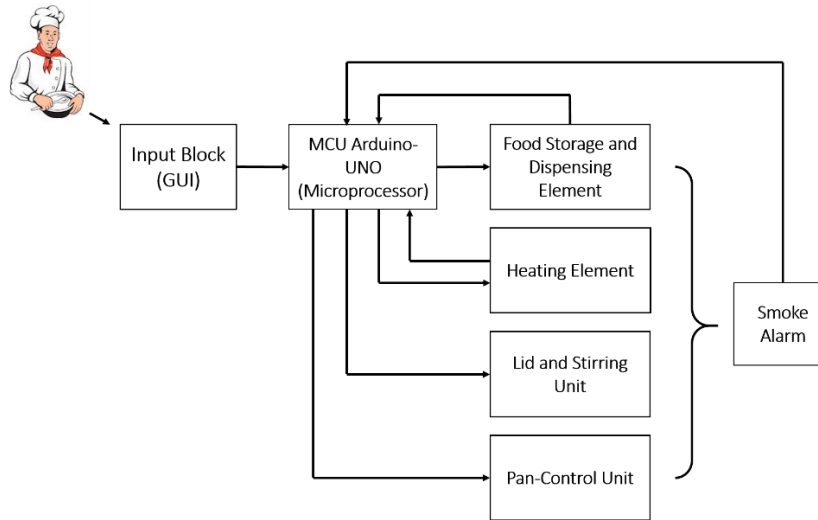 Input Block
(GUI)
MCU Arduino-
UNO
(Microprocessor)
Food Storage and
Dispensing
Element
Heating Element
Lid and Stirring
Unit
Pan-Control Unit
Smoke
Alarm